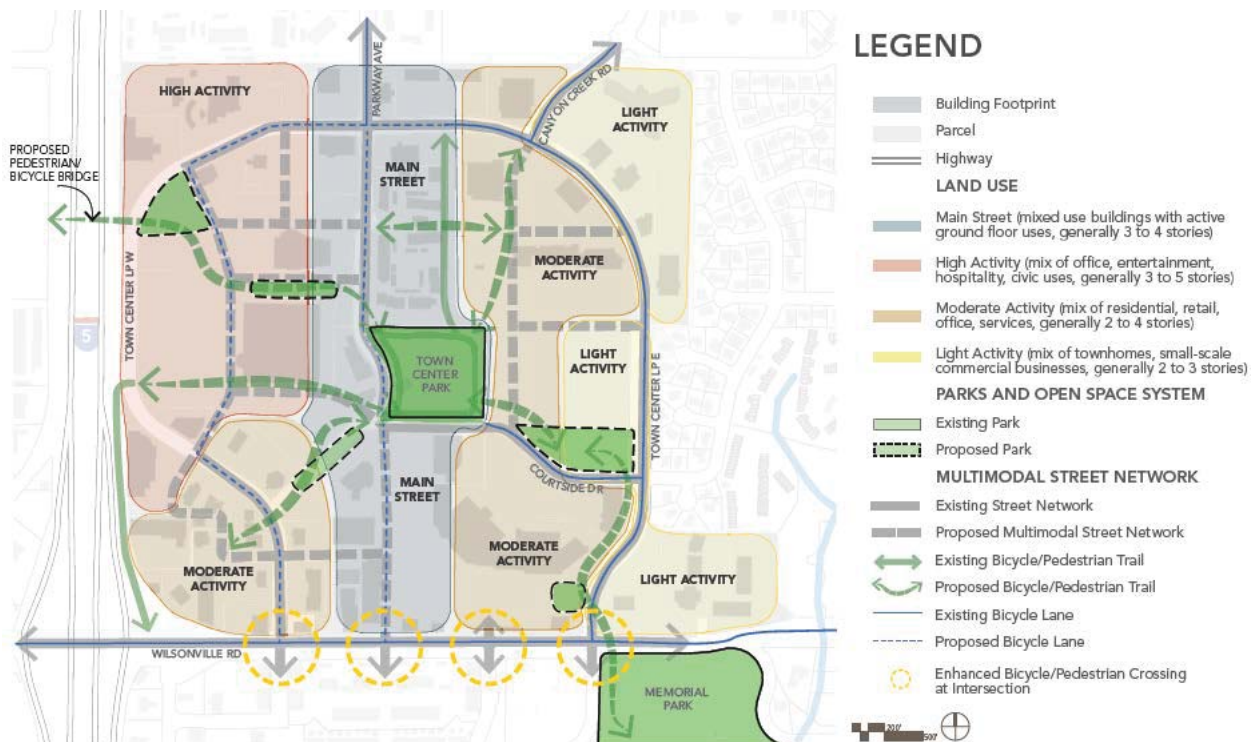 HIGH ACTIVITY
PARKWAY AVE
CANYON CREEK RD
LIGHT
ACTIVITY
PROPOSED
PEDESTRIAN/
BICYCLE BRIDGE
MAIN
STREET
MODERATE
ACTIVITY
TOWN CENTER LP W
5
TOWN
CENTER
PARK
LIGHT
ACTIVITY
TOWN CENTER LP E
COURTSIDE DR
MAIN
STREET
MODERATE
ACTIVITY
MODERATE
ACTIVITY
LIGHT ACTIVITY
WILSONVILLE RD
MEMORIAL
PARK
LEGEND
Building Footprint
Parcel
Highway
LAND USE
Main Street (mixed use buildings with active
ground floor uses, generally 3 to 4 stories)
High Activity (mix of office, entertainment,
hospitality, civic uses, generally 3 to 5 stories)
Moderate Activity (mix of residential, retail,
office, services, generally 2 to 4 stories)
Light Activity (mix of townhomes, small-scale
commercial businesses, generally 2 to 3 stories)
PARKS AND OPEN SPACE SYSTEM
Existing Park
Proposed Park
MULTIMODAL STREET NETWORK
Existing Street Network
Proposed Multimodal Street Network
Existing Bicycle/Pedestrian Trail
Proposed Bicycle/Pedestrian Trail
Existing Bicycle Lane
Proposed Bicycle Lane
Enhanced Bicycle/Pedestrian Crossing
at Intersection
200'
500'